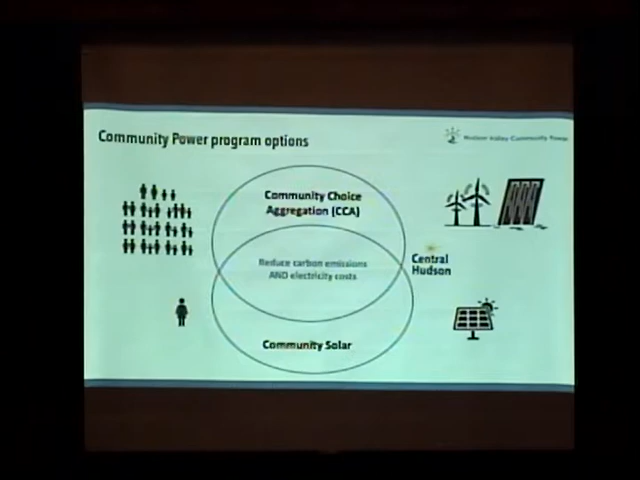 Community Power program options
Hudson Valley Community Power
Community Choice
Aggregation (CCA)
Reduce carbon emissions
AND electricity costs
Central
Hudson
Community Solar